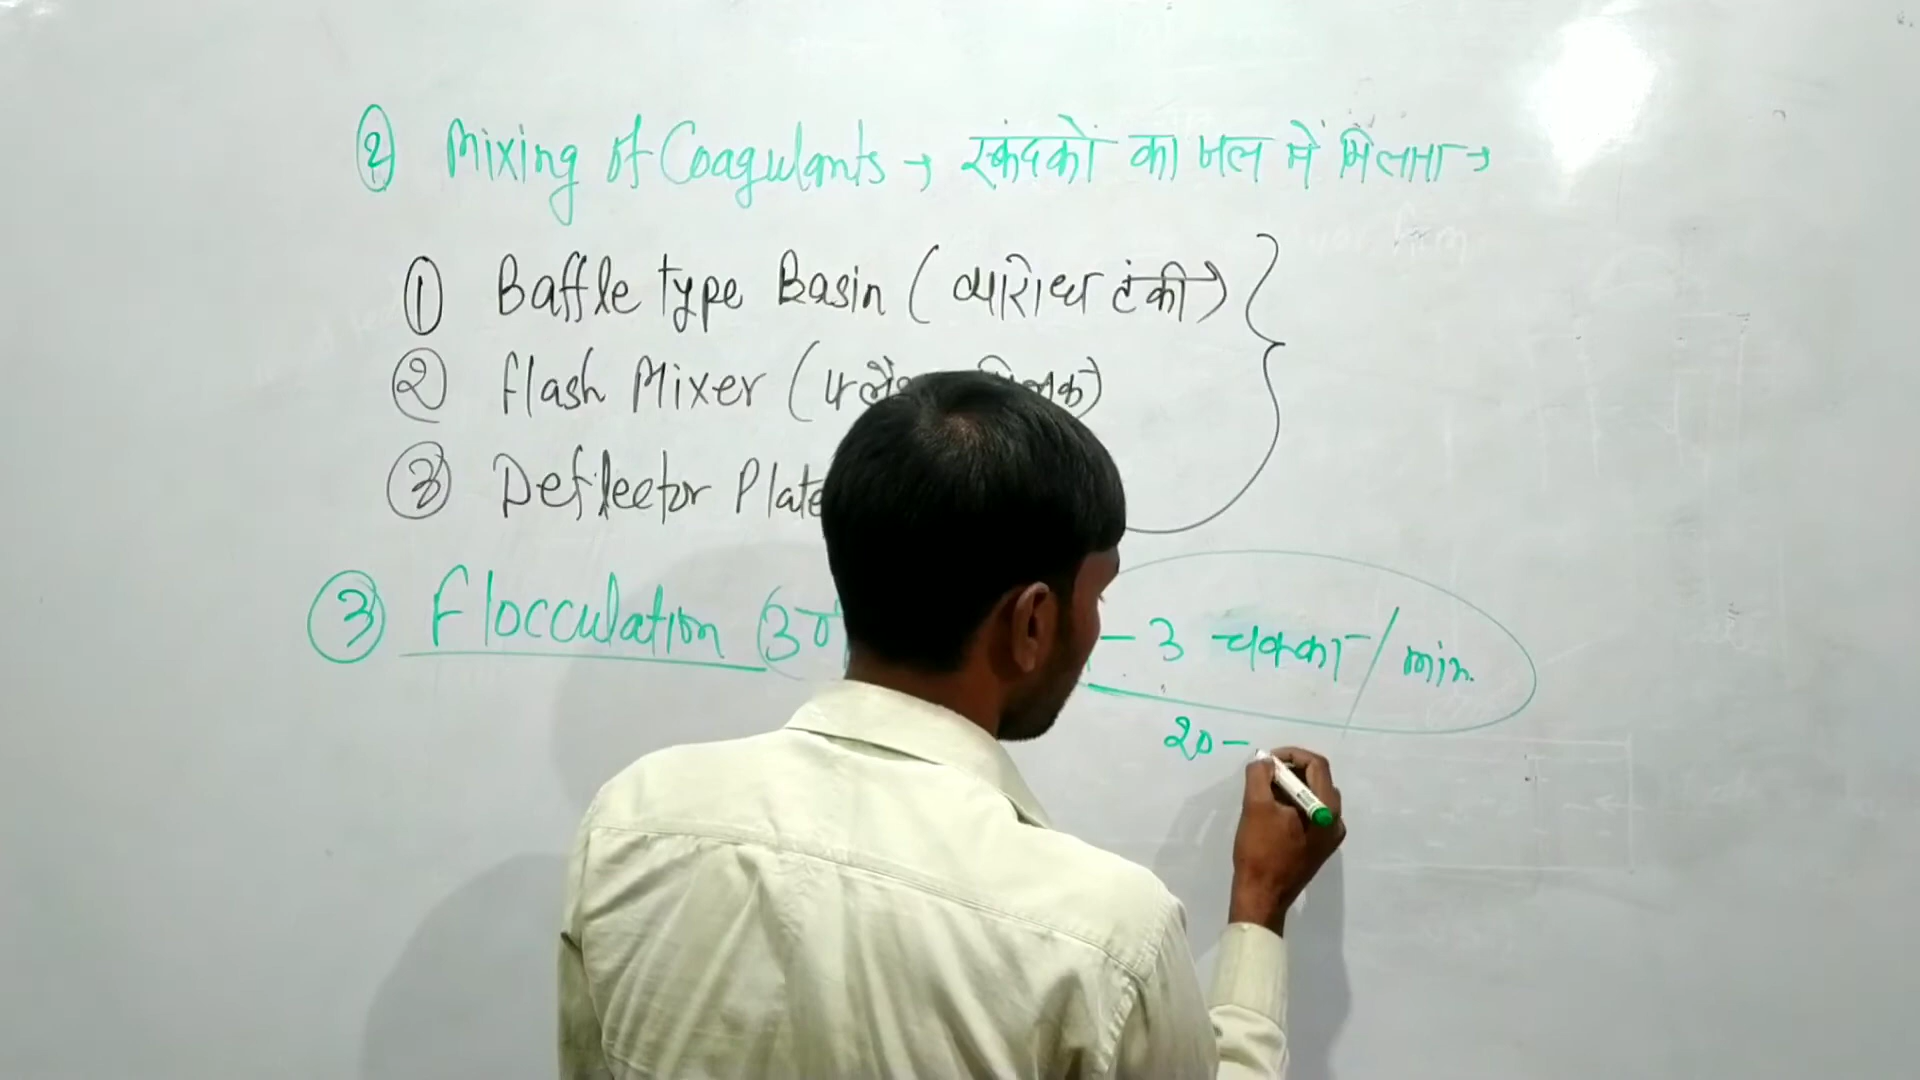 ② Mixing of Coagulants → स्कंदकों का जल में मिलाना →
① Baffle type Basin ( व्यारोध टंकी )
② Flash Mixer (
③ Deflector Plate
③ Flocculation
- 3 चक्कर / min.
20 -